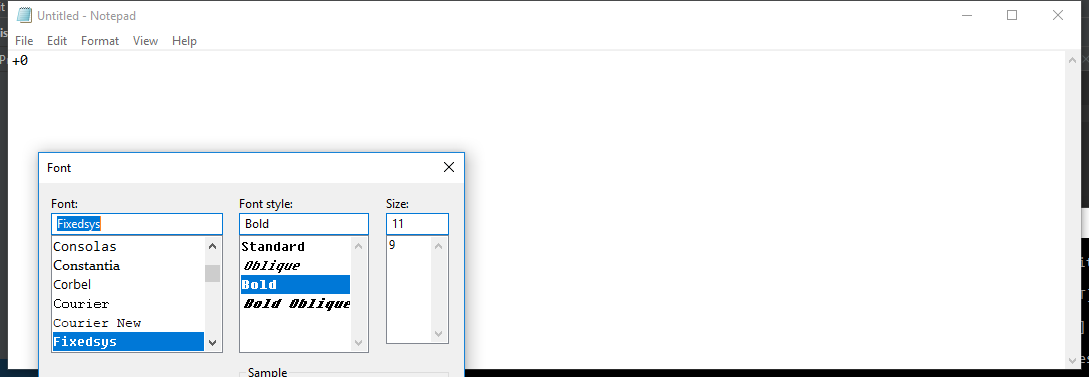 Untitled - Notepad
File Edit Format View Help
+0
Font
Font: Font style: Size:
Fixedsys Bold 11
Consolas Standard 9
Constantia Oblique
Corbel Bold
Courier Bold Oblique
Courier New
Fixedsys
Sample